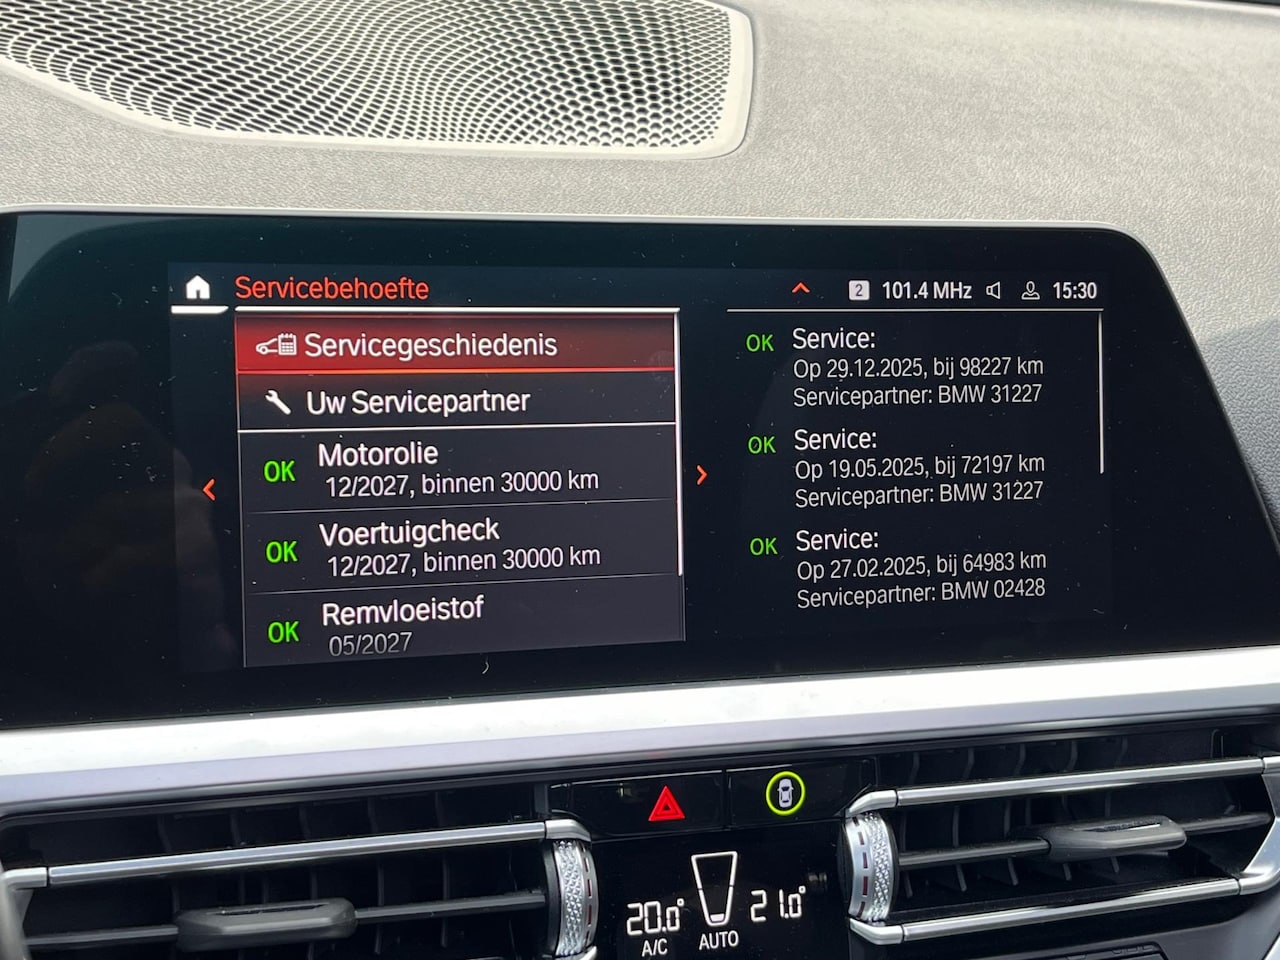 Servicebehoefte
2 101.4 MHz 15:30
Servicegeschiedenis
Uw Servicepartner
OK Motorolie
12/2027, binnen 30000 km
OK Voertuigcheck
12/2027, binnen 30000 km
OK Remvloeistof
05/2027
OK Service:
Op 29.12.2025, bij 98227 km
Servicepartner: BMW 31227
OK Service:
Op 19.05.2025, bij 72197 km
Servicepartner: BMW 31227
OK Service:
Op 27.02.2025, bij 64983 km
Servicepartner: BMW 02428
20.0° 21.0°
A/C AUTO